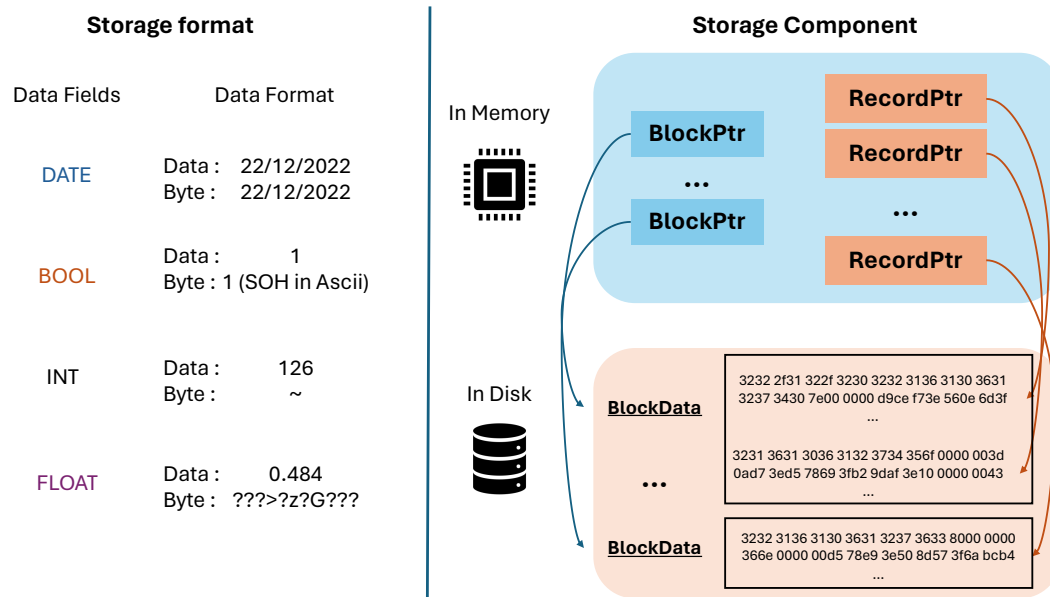 Storage format
Data Fields Data Format
DATE
Data : 22/12/2022
Byte : 22/12/2022
BOOL
Data : 1
Byte : 1 (SOH in Ascii)
INT
Data : 126
Byte : ~
FLOAT
Data : 0.484
Byte : ???>?z?G???
Storage Component
In Memory
BlockPtr
...
BlockPtr
RecordPtr
RecordPtr
...
RecordPtr
In Disk
BlockData
3232 2f31 322f 3230 3232 3136 3130 3631
3237 3430 7e00 0000 d9ce f73e 560e 6d3f
...
3231 3631 3036 3132 3734 356f 0000 003d
0ad7 3ed5 7869 3fb2 9daf 3e10 0000 0043
...
...
BlockData
3232 3136 3130 3631 3237 3633 8000 0000
366e 0000 00d5 78e9 3e50 8d57 3f6a bcb4
...